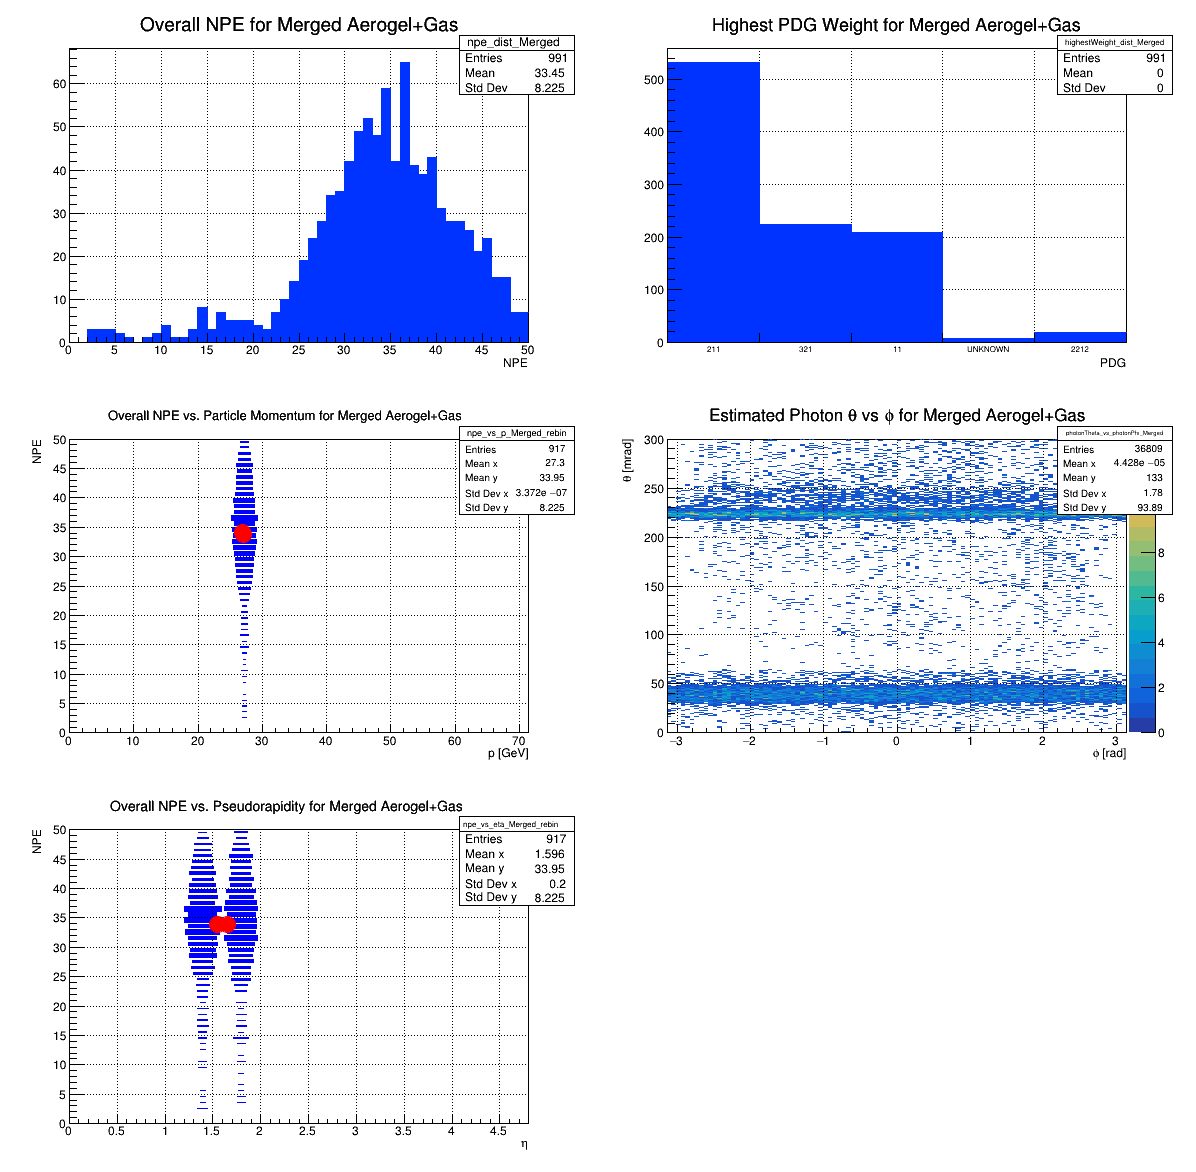 Overall NPE for Merged Aerogel+Gas
npe_dist_Merged
Entries 991
Mean 33.45
Std Dev 8.225
60
50
40
30
20
10
0
0 5 10 15 20 25 30 35 40 45 50
NPE
Highest PDG Weight for Merged Aerogel+Gas
highestWeight_dist_Merged
Entries 991
Mean 0
Std Dev 0
500
400
300
200
100
0
211 321 11 UNKNOWN 2212
PDG
Overall NPE vs. Particle Momentum for Merged Aerogel+Gas
NPE
npe_vs_p_Merged_rebin
Entries 917
Mean x 27.3
Mean y 33.95
Std Dev x 3.372e −07
Std Dev y 8.225
50
45
40
35
30
25
20
15
10
5
0
0 10 20 30 40 50 60 70
p [GeV]
Estimated Photon θ vs ϕ for Merged Aerogel+Gas
θ [mrad]
photonTheta_vs_photonPhi_Merged
Entries 36809
Mean x 4.428e −05
Mean y 133
Std Dev x 1.78
Std Dev y 93.89
300
250
200
150
100
50
0
−3 −2 −1 0 1 2 3
ϕ [rad]
8
6
4
2
0
Overall NPE vs. Pseudorapidity for Merged Aerogel+Gas
NPE
npe_vs_eta_Merged_rebin
Entries 917
Mean x 1.596
Mean y 33.95
Std Dev x 0.2
Std Dev y 8.225
50
45
40
35
30
25
20
15
10
5
0
0 0.5 1 1.5 2 2.5 3 3.5 4 4.5
η